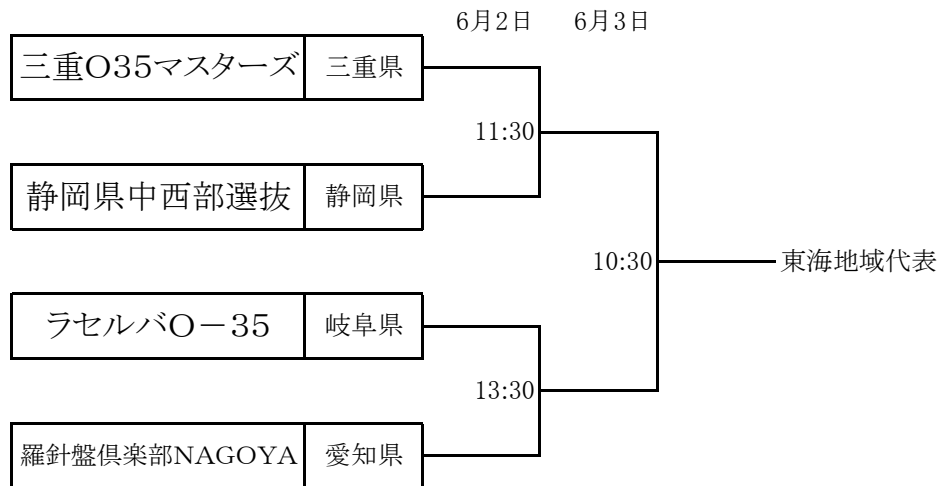 6月2日 6月3日
三重O35マスターズ 三重県
11:30
静岡県中西部選抜 静岡県
10:30 東海地域代表
ラセルバO－35 岐阜県
13:30
羅針盤倶楽部NAGOYA 愛知県